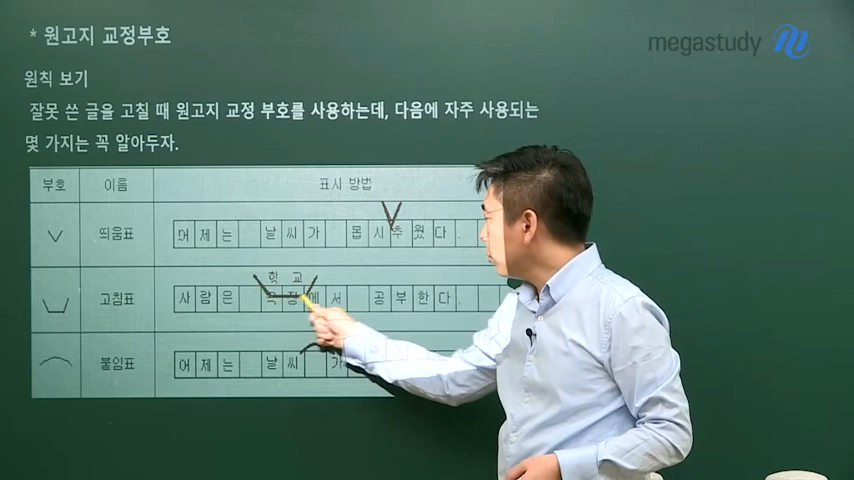 * 원고지 교정부호
megastudy
원칙 보기
잘못 쓴 글을 고칠 때 원고지 교정 부호를 사용하는데, 다음에 자주 사용되는
몇 가지는 꼭 알아두자.
부호 이름 표시 방법
∨ 띄움표 어제는 날씨가 몹시추웠다.
학교
고침표 사람은 에서 공부한다.
붙임표 어제는 날씨 가